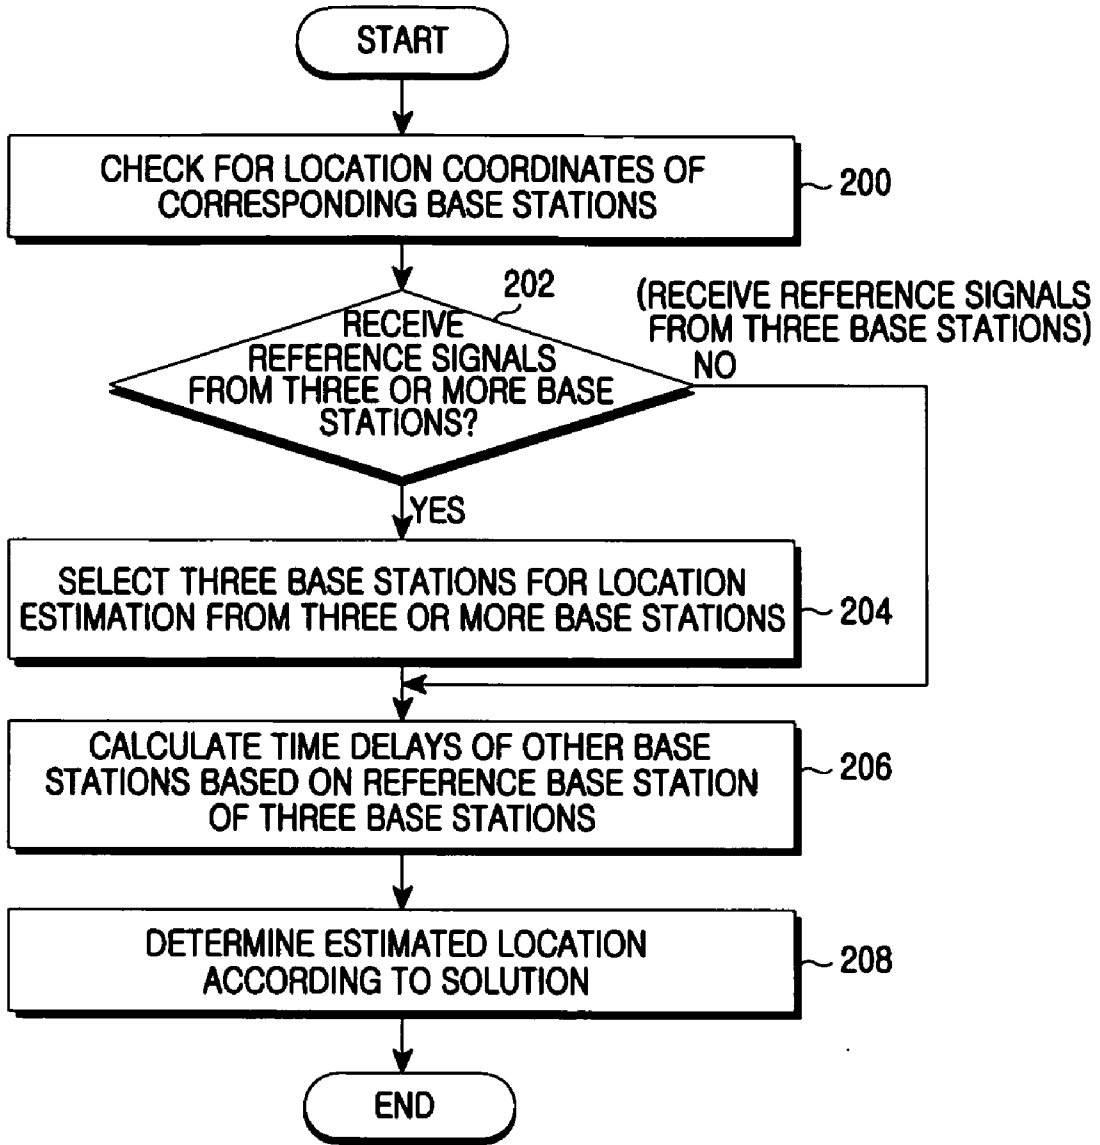 START
CHECK FOR LOCATION COORDINATES OF
CORRESPONDING BASE STATIONS
200
202
RECEIVE
REFERENCE SIGNALS
FROM THREE OR MORE BASE
STATIONS?
(RECEIVE REFERENCE SIGNALS
FROM THREE BASE STATIONS)
NO
YES
SELECT THREE BASE STATIONS FOR LOCATION
ESTIMATION FROM THREE OR MORE BASE STATIONS
204
CALCULATE TIME DELAYS OF OTHER BASE
STATIONS BASED ON REFERENCE BASE STATION
OF THREE BASE STATIONS
206
DETERMINE ESTIMATED LOCATION
ACCORDING TO SOLUTION
208
END